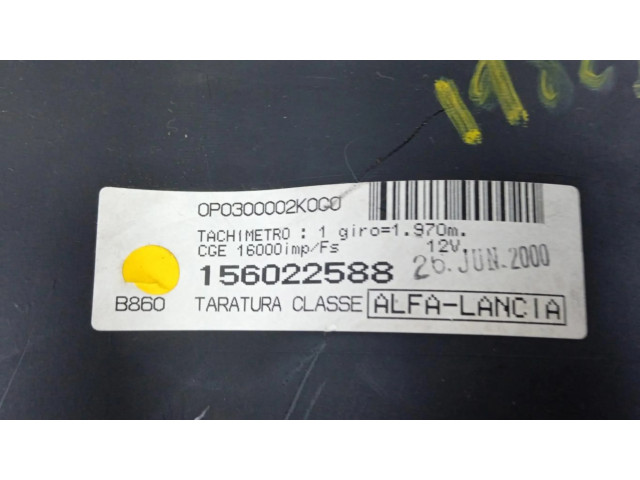 0P0300002K0G0
TACHIMETRO : 1 giro=1.970m.
CGE 16000imp/Fs 12V
156022588 26.JUN.2000
B860 TARATURA CLASSE ALFA-LANCIA